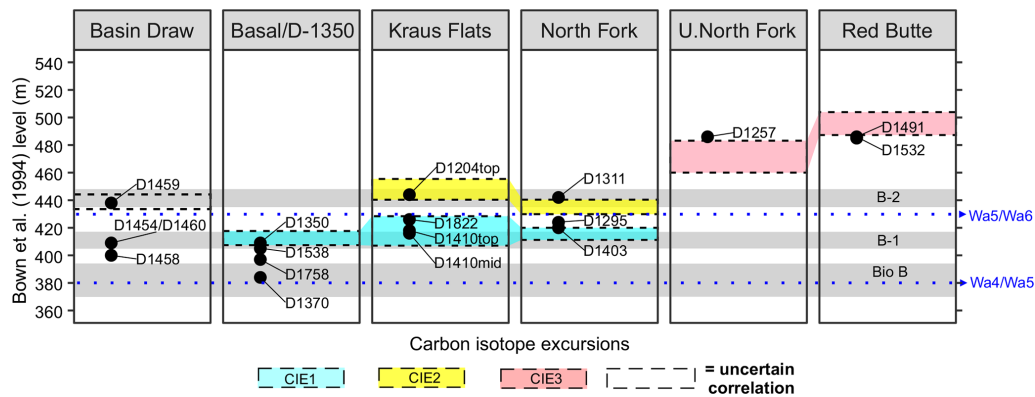 Basin Draw
Basal/D-1350
Kraus Flats
North Fork
U.North Fork
Red Butte
Bown et al. (1994) level (m)
540
520
500
480
460
440
420
400
380
360
D1459
D1454/D1460
D1458
D1350
D1538
D1758
D1370
D1204top
D1822
D1410top
D1410mid
D1311
D1295
D1403
D1257
D1491
D1532
B-2
B-1
Bio B
Wa5/Wa6
Wa4/Wa5
Carbon isotope excursions
CIE1
CIE2
CIE3
= uncertain
correlation